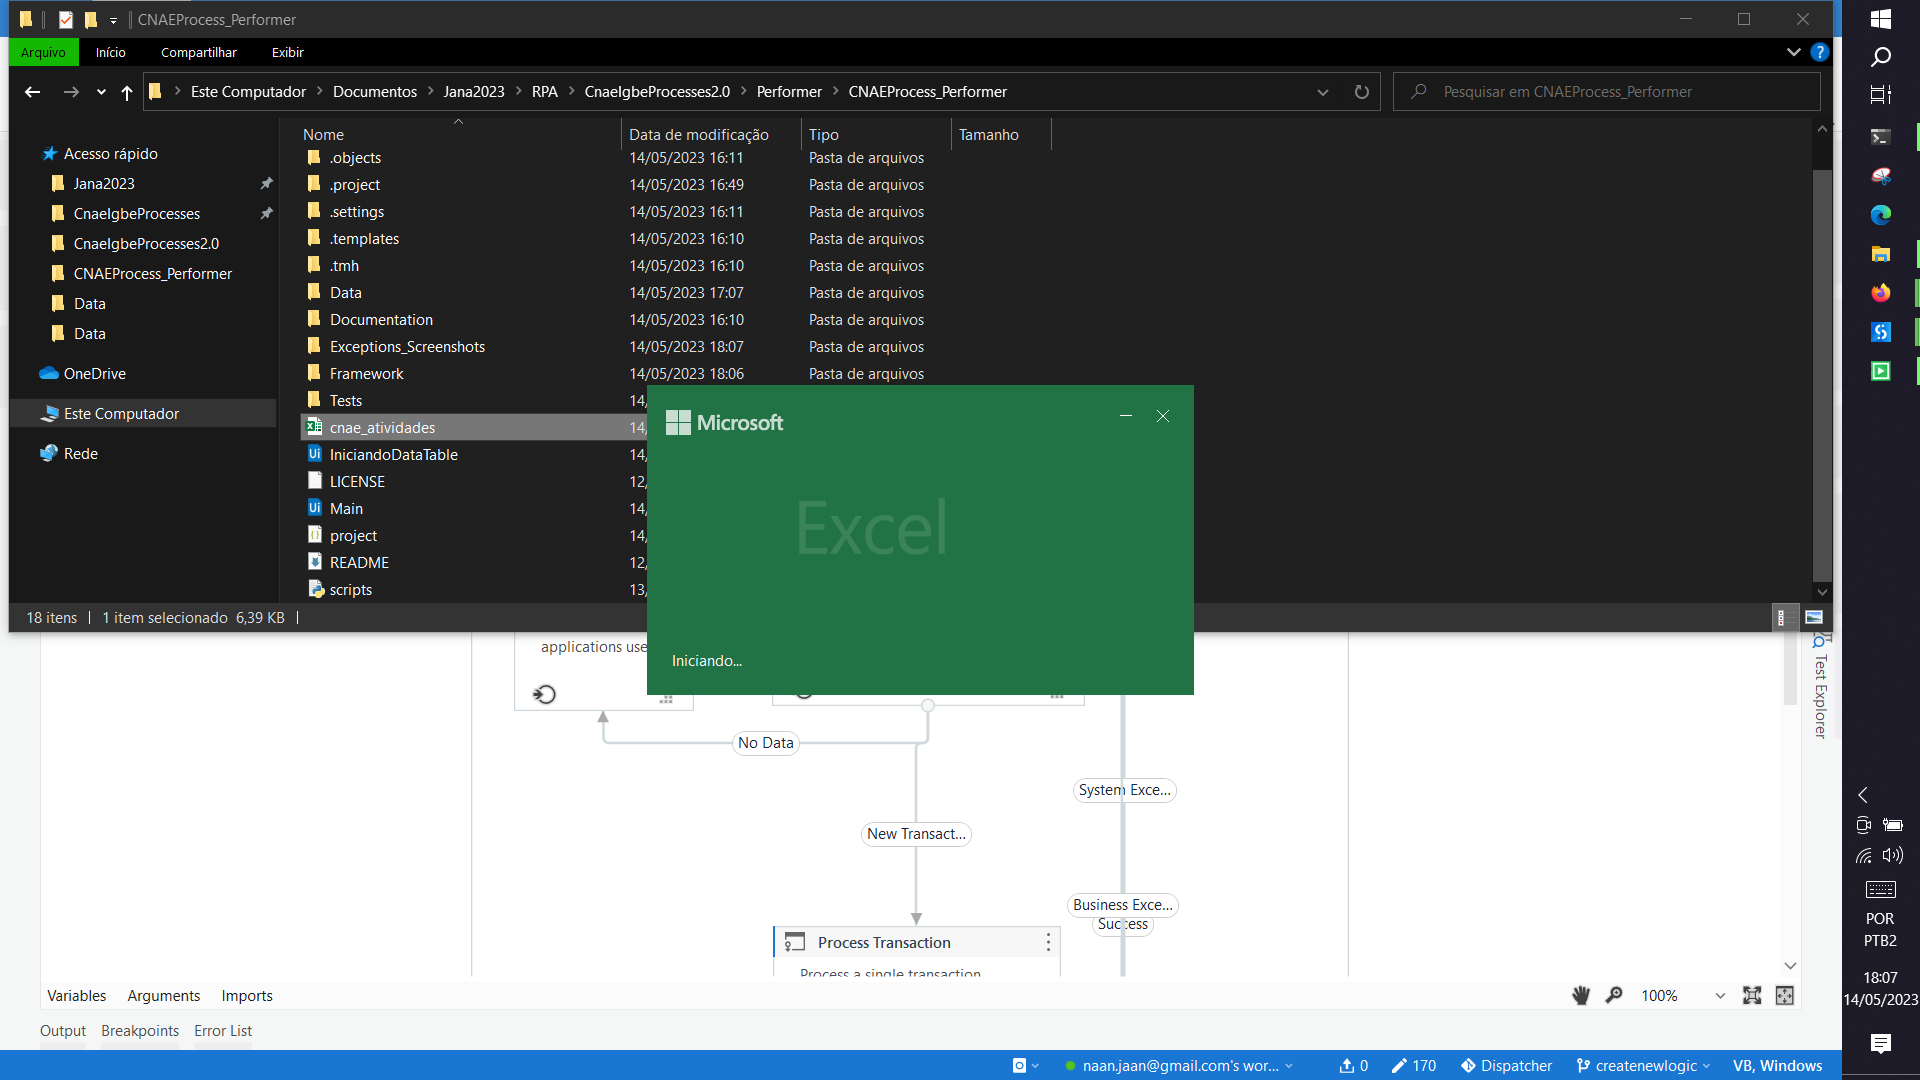 CNAEProcess_Performer
Arquivo Início Compartilhar Exibir
Este Computador Documentos Jana2023 RPA CnaeIgbeProcesses2.0 Performer CNAEProcess_Performer
Pesquisar em CNAEProcess_Performer
Nome Data de modificação Tipo Tamanho
Acesso rápido
Jana2023
CnaeIgbeProcesses
CnaeIgbeProcesses2.0
CNAEProcess_Performer
Data
Data
OneDrive
Este Computador
Rede
.objects 14/05/2023 16:11 Pasta de arquivos
.project 14/05/2023 16:49 Pasta de arquivos
.settings 14/05/2023 16:11 Pasta de arquivos
.templates 14/05/2023 16:10 Pasta de arquivos
.tmh 14/05/2023 16:10 Pasta de arquivos
Data 14/05/2023 17:07 Pasta de arquivos
Documentation 14/05/2023 16:10 Pasta de arquivos
Exceptions_Screenshots 14/05/2023 18:07 Pasta de arquivos
Framework 14/05/2023 18:06 Pasta de arquivos
Tests 14/
cnae_atividades 14/
IniciandoDataTable 14/
LICENSE 12/
Main 14/
project 14/
README 12/
scripts 13/
18 itens 1 item selecionado 6,39 KB
Microsoft
Excel
Iniciando...
applications use
No Data
New Transact...
System Exce...
Business Exce...
Success
Process Transaction
Process a single transaction
Test Explorer
Variables Arguments Imports
100%
Output Breakpoints Error List
naan.jaan@gmail.com's wor... 0 170 Dispatcher createnewlogic VB, Windows
POR
PTB2
18:07
14/05/2023